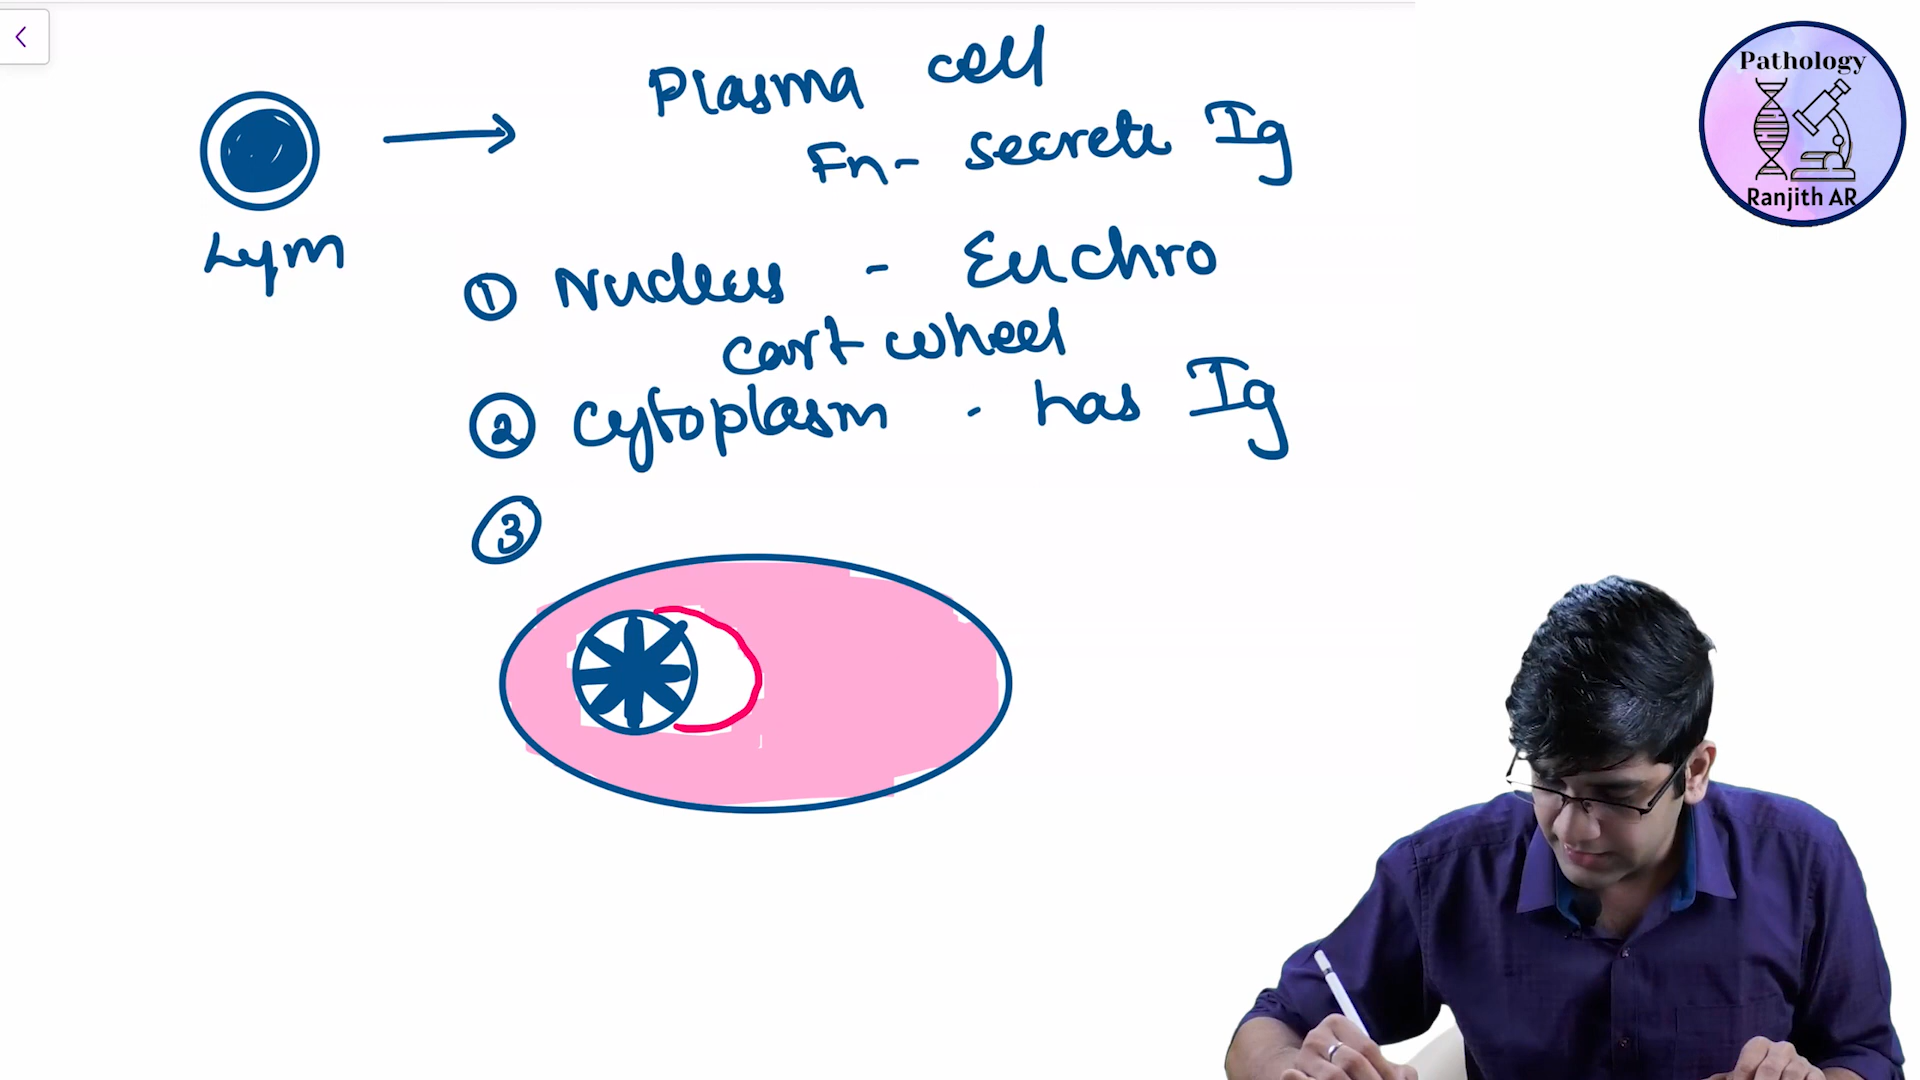 Plasma cell
Fn- secrete Ig
Lym
① Nucleus - Euchro
cart wheel
② Cytoplasm - has Ig
③
Pathology
Ranjith AR